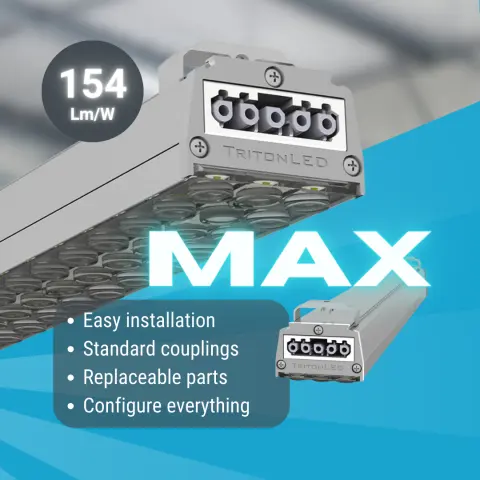 154
Lm/W
TRITONLED
MAX
• Easy installation
• Standard couplings
• Replaceable parts
• Configure everything
TRITONLED